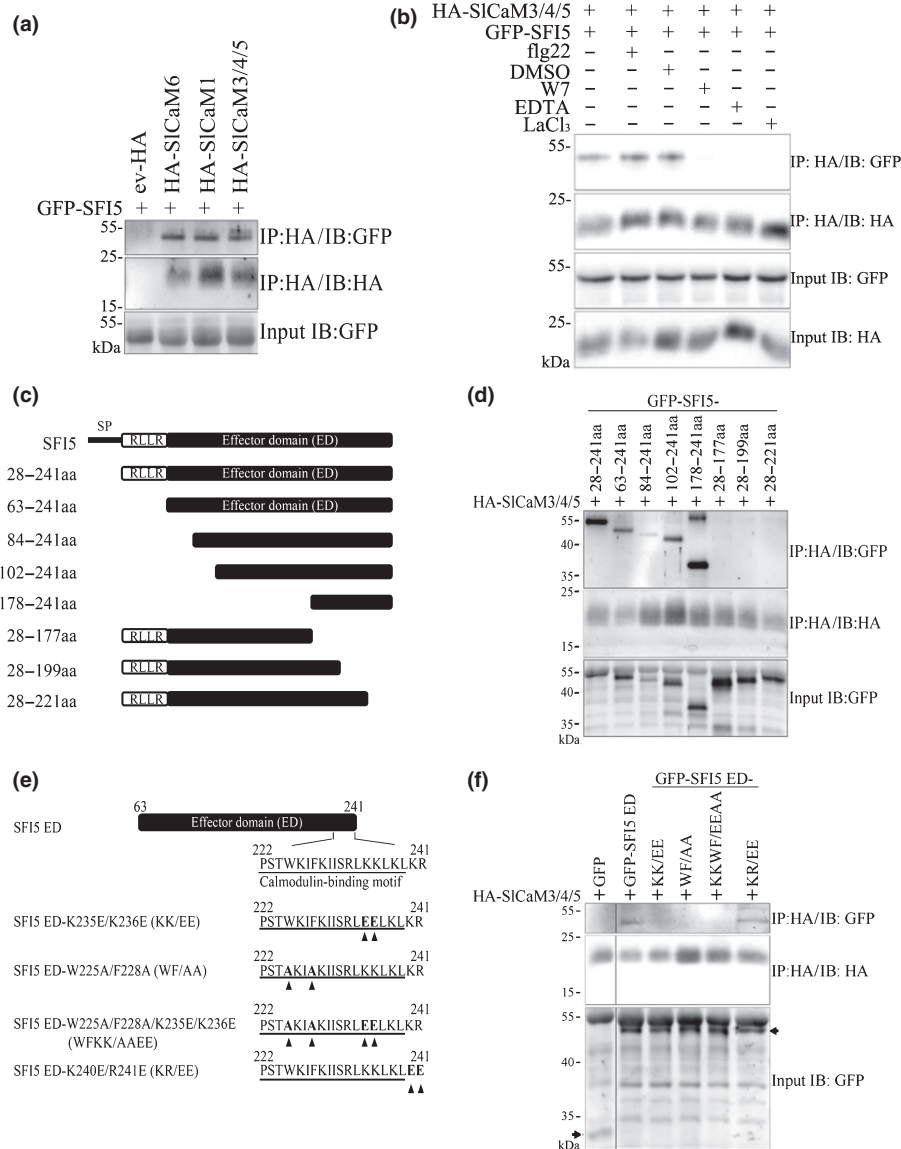 (a)
ev-HA
HA-SlCaM6
HA-SlCaM1
HA-SlCaM3/4/5
GFP-SFI5 + + + +
55-
IP:HA/IB:GFP
25-
IP:HA/IB:HA
15-
55-
Input IB:GFP
kDa
(b)
HA-SlCaM3/4/5 + + + + + +
GFP-SFI5 + + + + + +
flg22 – + – – – –
DMSO – – + – – –
W7 – – – + – –
EDTA – – – – + –
LaCl₃ – – – – – +
55-
IP: HA/IB: GFP
25-
IP: HA/IB: HA
55-
Input IB: GFP
25-
Input IB: HA
kDa
(c)
SP
SFI5 RLLR Effector domain (ED)
28–241aa RLLR Effector domain (ED)
63–241aa Effector domain (ED)
84–241aa
102–241aa
178–241aa
28–177aa RLLR
28–199aa RLLR
28–221aa RLLR
(d)
GFP-SFI5-
28–241aa
63–241aa
84–241aa
102–241aa
178–241aa
28–177aa
28–199aa
28–221aa
HA-SlCaM3/4/5 + + + + + + + +
55-
40-
IP:HA/IB:GFP
35-
25-
IP:HA/IB:HA
15-
55-
40-
Input IB:GFP
35-
kDa
(e)
63 241
SFI5 ED Effector domain (ED)
222 241
PSTWKIFKIISRLKKLKLKR
Calmodulin-binding motif
222 241
SFI5 ED-K235E/K236E (KK/EE) PSTWKIFKIISRLEELKLKR
222 241
SFI5 ED-W225A/F228A (WF/AA) PSTAKIAKIISRLKKLKLKR
222 241
SFI5 ED-W225A/F228A/K235E/K236E PSTAKIAKIISRLEELKLKR
(WFKK/AAEE)
222 241
SFI5 ED-K240E/R241E (KR/EE) PSTWKIFKIISRLKKLKLEE
(f)
GFP-SFI5 ED-
GFP
GFP-SFI5 ED
KK/EE
WF/AA
KKWF/EEAA
KR/EE
HA-SlCaM3/4/5 + + + + + +
55-
IP:HA/IB: GFP
25-
IP:HA/IB: HA
15-
55-
40-
Input IB: GFP
35-
kDa